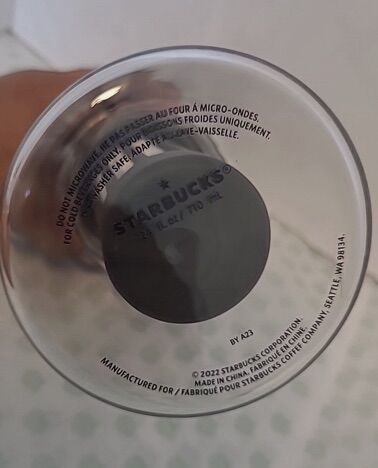 DO NOT MICROWAVE. NE PAS PASSER AU FOUR À MICRO-ONDES.
FOR COLD BEVERAGES ONLY. POUR BOISSONS FROIDES UNIQUEMENT.
DISHWASHER SAFE. ADAPTÉ AU LAVE-VAISSELLE.
STARBUCKS®
24 fl.oz/ 710 mL
BY A23
© 2022 STARBUCKS CORPORATION.
MADE IN CHINA. FABRIQUÉ EN CHINE.
MANUFACTURED FOR / FABRIQUÉ POUR STARBUCKS COFFEE COMPANY, SEATTLE, WA 98134.